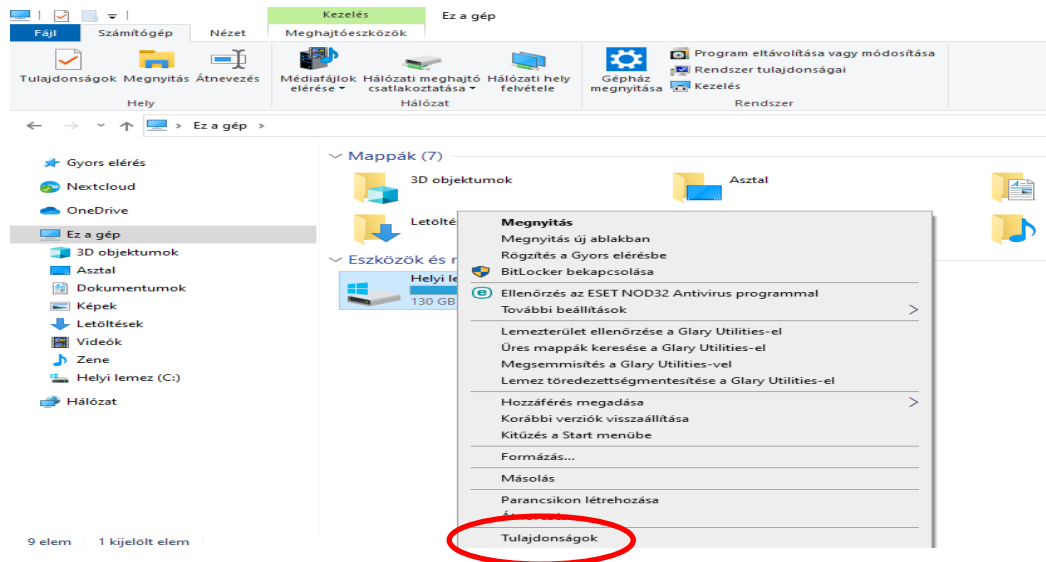 Kezelés
Ez a gép
Fájl Számítógép Nézet Meghajtóeszközök
Tulajdonságok Megnyitás Átnevezés
Médiafájlok elérése
Hálózati meghajtó csatlakoztatása
Hálózati hely felvétele
Gépház megnyitása
Program eltávolítása vagy módosítása
Rendszer tulajdonságai
Kezelés
Hely
Hálózat
Rendszer
Ez a gép
Gyors elérés
Nextcloud
OneDrive
Ez a gép
3D objektumok
Asztal
Dokumentumok
Képek
Letöltések
Videók
Zene
Helyi lemez (C:)
Hálózat
Mappák (7)
3D objektumok
Asztal
Letölté
Eszközök és
Helyi le
130 GB
Megnyitás
Megnyitás új ablakban
Rögzítés a Gyors elérésbe
BitLocker bekapcsolása
Ellenőrzés az ESET NOD32 Antivirus programmal
További beállítások
Lemezterület ellenőrzése a Glary Utilities-el
Üres mappák keresése a Glary Utilities-el
Megsemmisítés a Glary Utilities-vel
Lemez töredezettségmentesítése a Glary Utilities-el
Hozzáférés megadása
Korábbi verziók visszaállítása
Kitűzés a Start menübe
Formázás...
Másolás
Parancsikon létrehozása
Tulajdonságok
9 elem 1 kijelölt elem